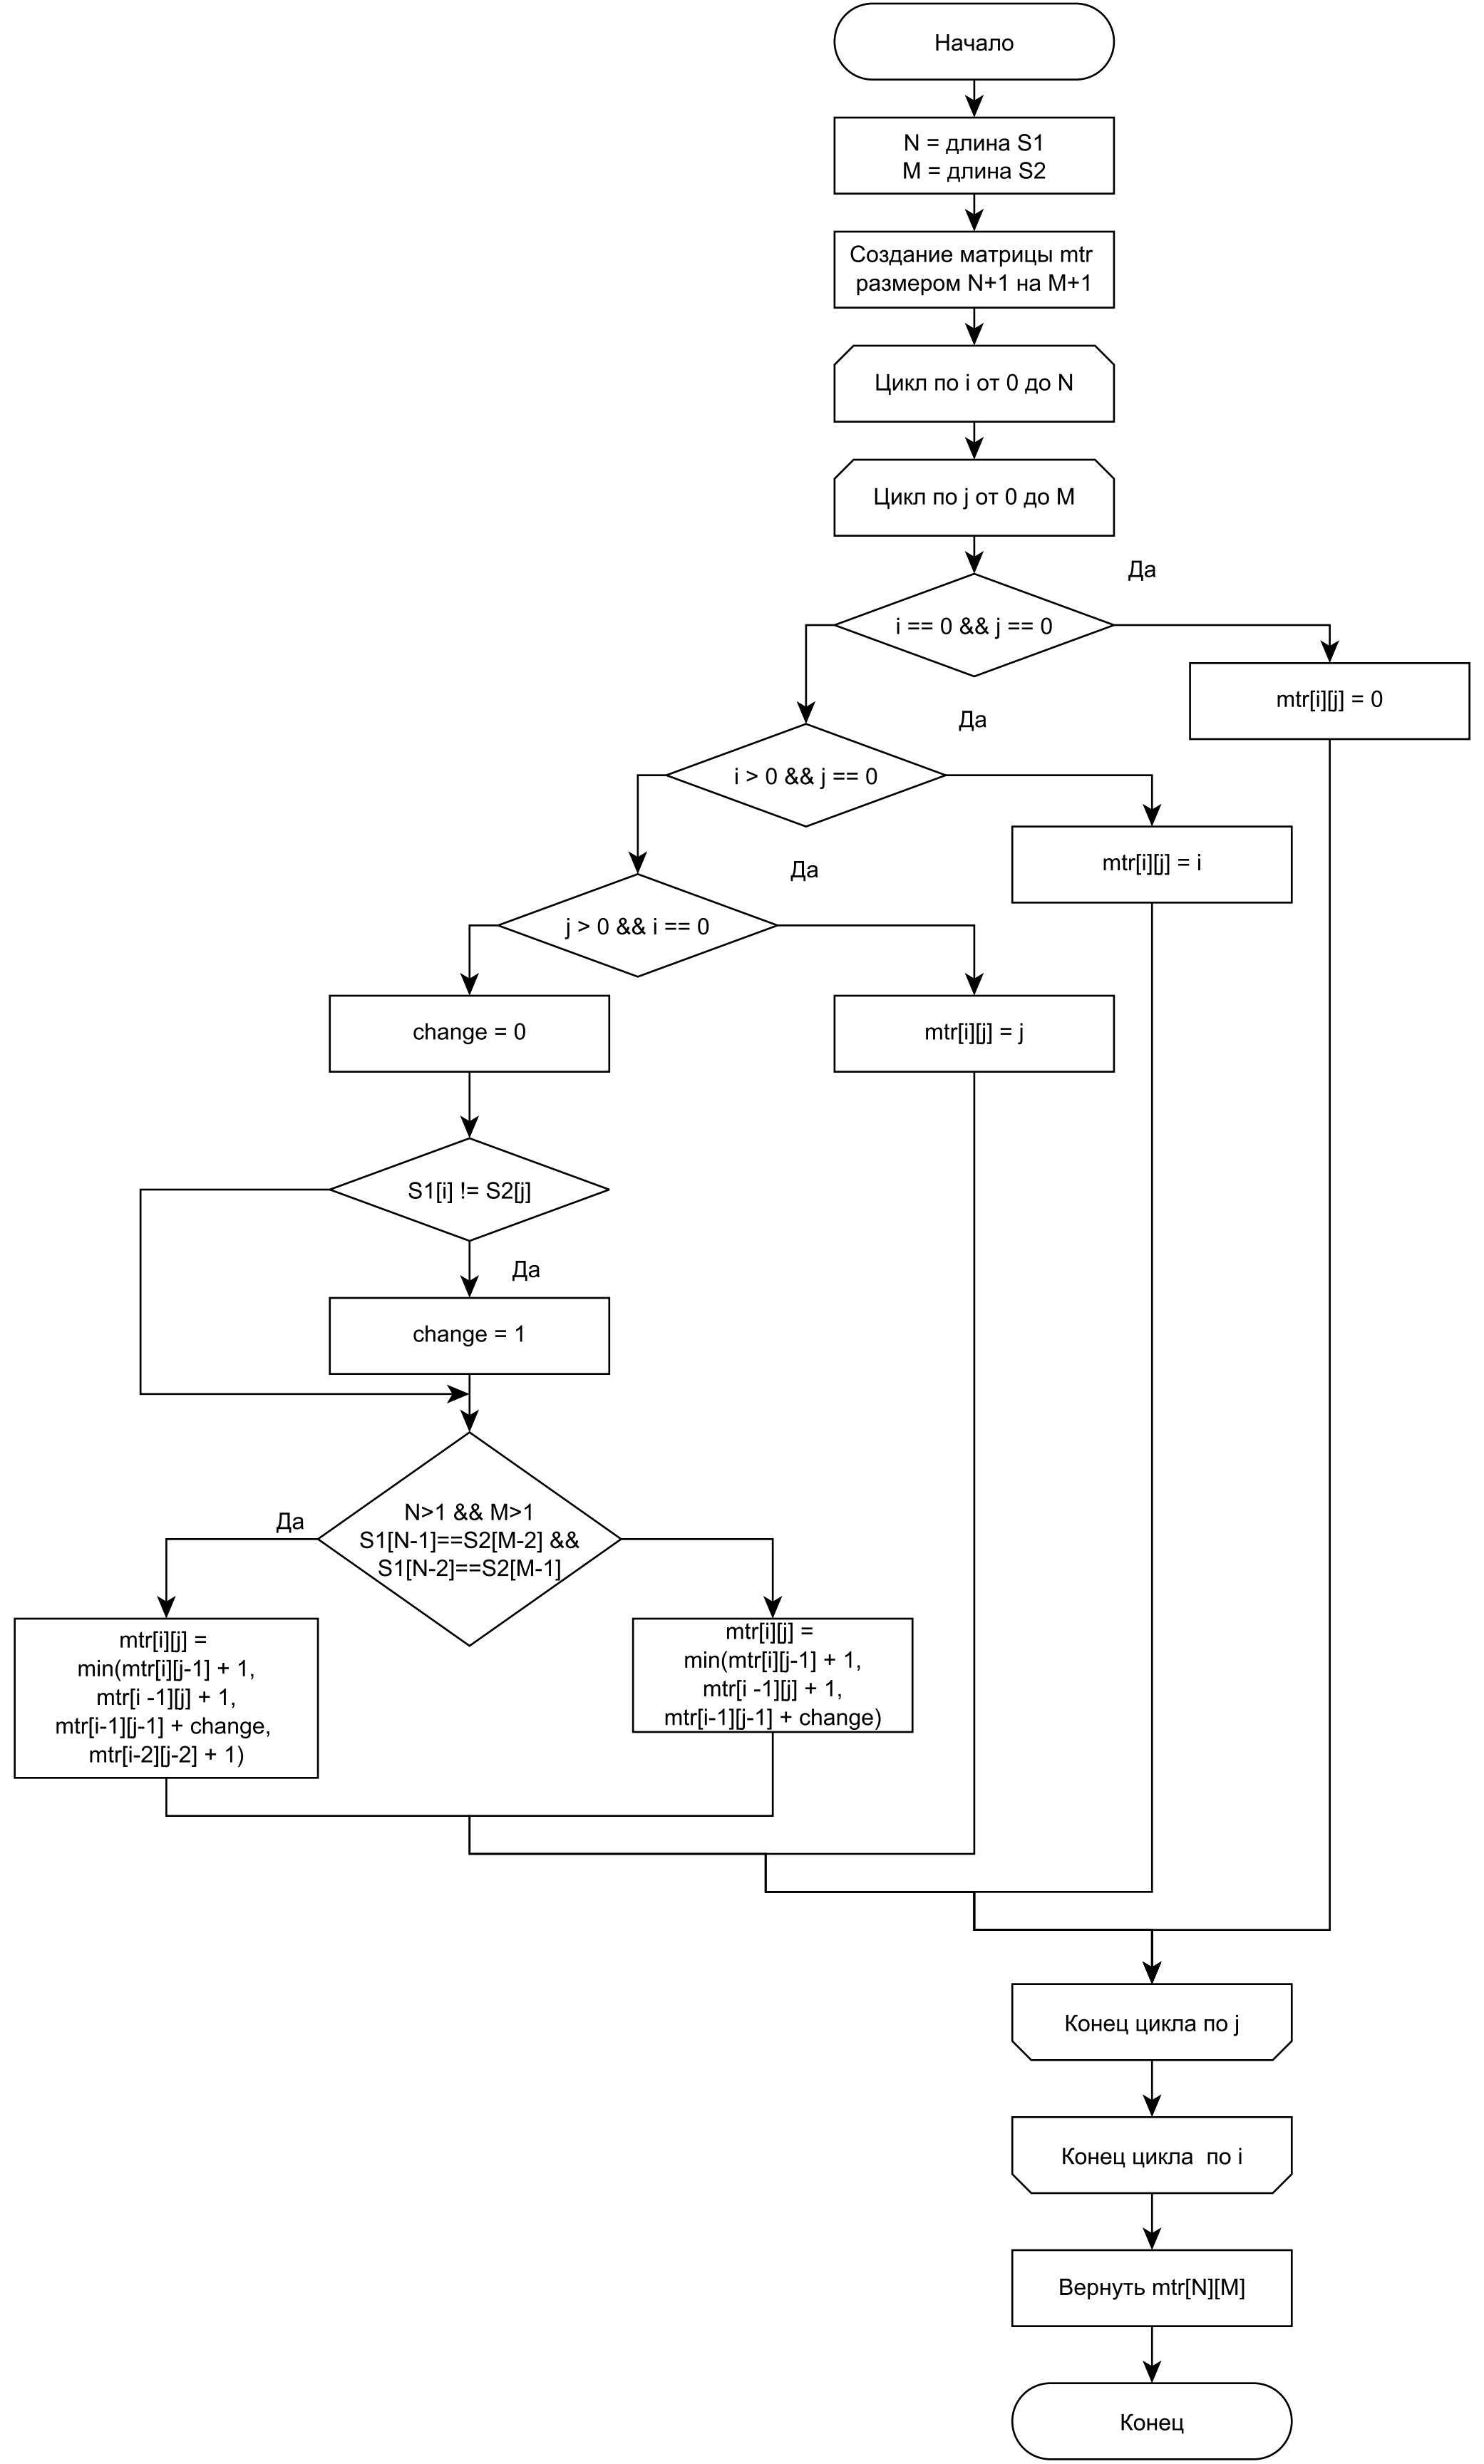 Начало
N = длина S1
M = длина S2
Создание матрицы mtr
размером N+1 на M+1
Цикл по i от 0 до N
Цикл по j от 0 до M
Да
i == 0 && j == 0
mtr[i][j] = 0
Да
i > 0 && j == 0
mtr[i][j] = i
Да
j > 0 && i == 0
change = 0
mtr[i][j] = j
S1[i] != S2[j]
Да
change = 1
Да
N>1 && M>1
S1[N-1]==S2[M-2] &&
S1[N-2]==S2[M-1]
mtr[i][j] =
min(mtr[i][j-1] + 1,
mtr[i -1][j] + 1,
mtr[i-1][j-1] + change,
mtr[i-2][j-2] + 1)
mtr[i][j] =
min(mtr[i][j-1] + 1,
mtr[i -1][j] + 1,
mtr[i-1][j-1] + change)
Конец цикла по j
Конец цикла  по i
Вернуть mtr[N][M]
Конец